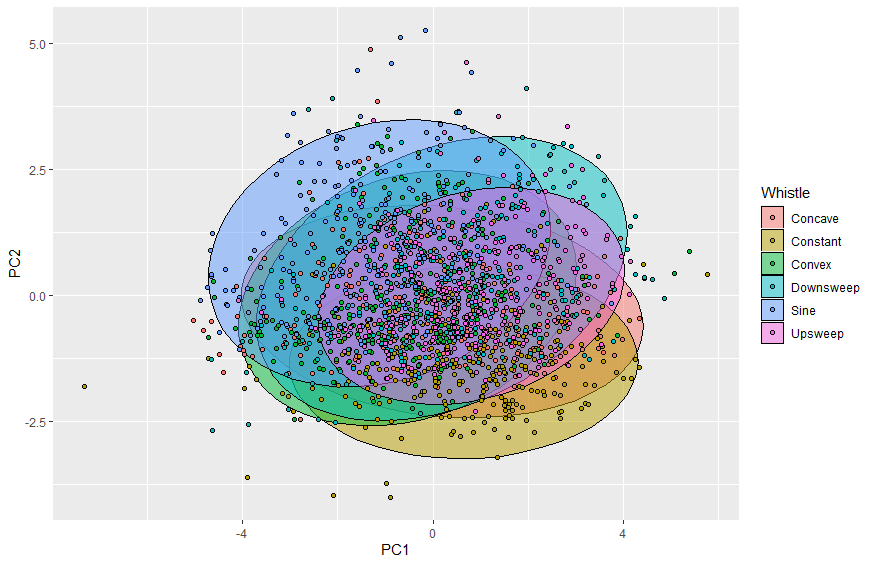 5.0
2.5
0.0
-2.5
PC2
-4
0
4
PC1
Whistle
Concave
Constant
Convex
Downsweep
Sine
Upsweep